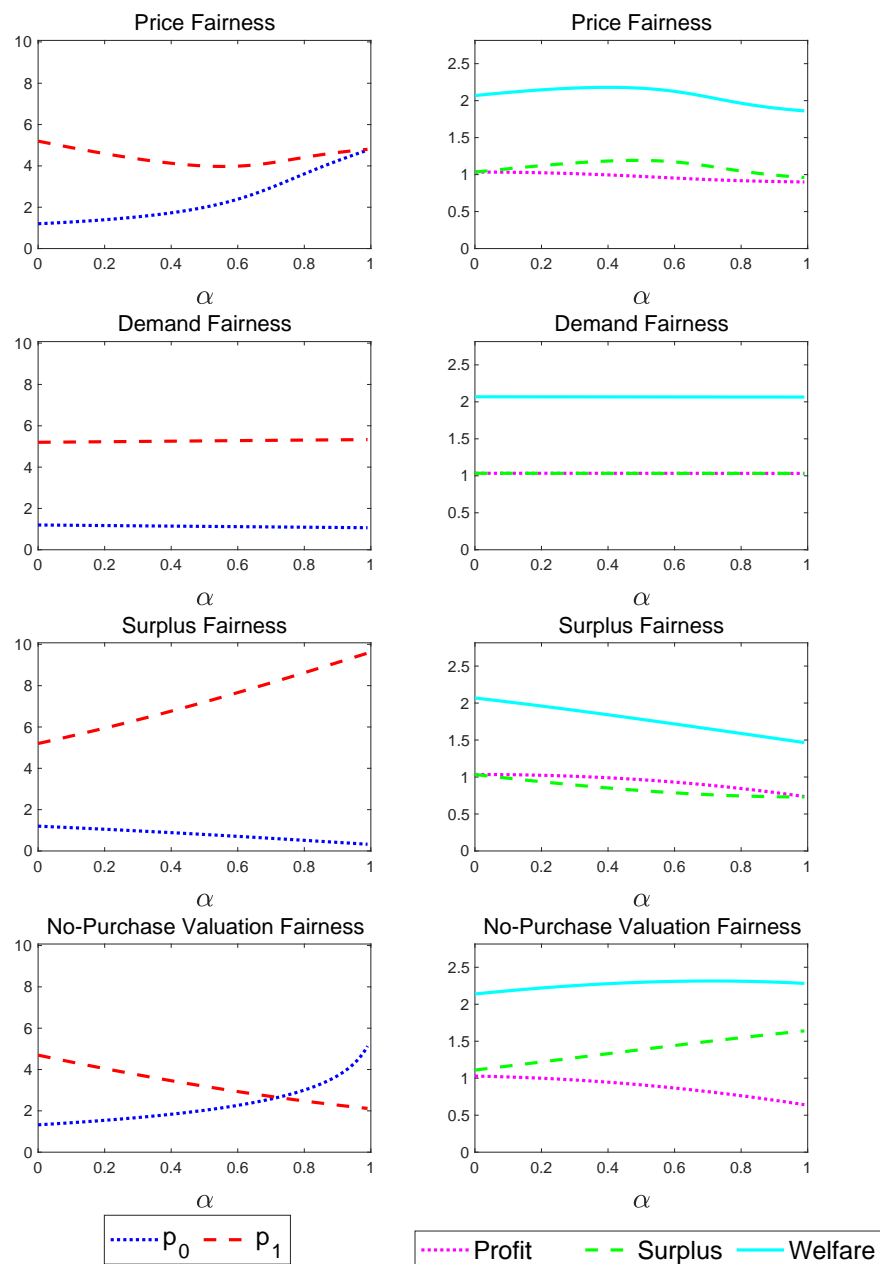 Price Fairness
10
8
6
4
2
0
0 0.2 0.4 0.6 0.8 1
α
Price Fairness
2.5
2
1.5
1
0.5
0
0 0.2 0.4 0.6 0.8 1
α
Demand Fairness
10
8
6
4
2
0
0 0.2 0.4 0.6 0.8 1
α
Demand Fairness
2.5
2
1.5
1
0.5
0
0 0.2 0.4 0.6 0.8 1
α
Surplus Fairness
10
8
6
4
2
0
0 0.2 0.4 0.6 0.8 1
α
Surplus Fairness
2.5
2
1.5
1
0.5
0
0 0.2 0.4 0.6 0.8 1
α
No-Purchase Valuation Fairness
10
8
6
4
2
0
0 0.2 0.4 0.6 0.8 1
α
No-Purchase Valuation Fairness
2.5
2
1.5
1
0.5
0
0 0.2 0.4 0.6 0.8 1
α
p0 p1
Profit Surplus Welfare